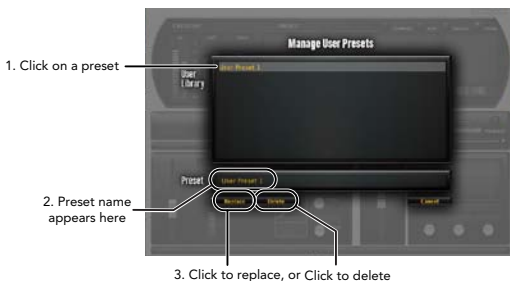 Manage User Presets
1. Click on a preset
User Preset 1
User
Library
Preset
User Preset 1
2. Preset name
appears here
Replace
Delete
Cancel
3. Click to replace, or Click to delete